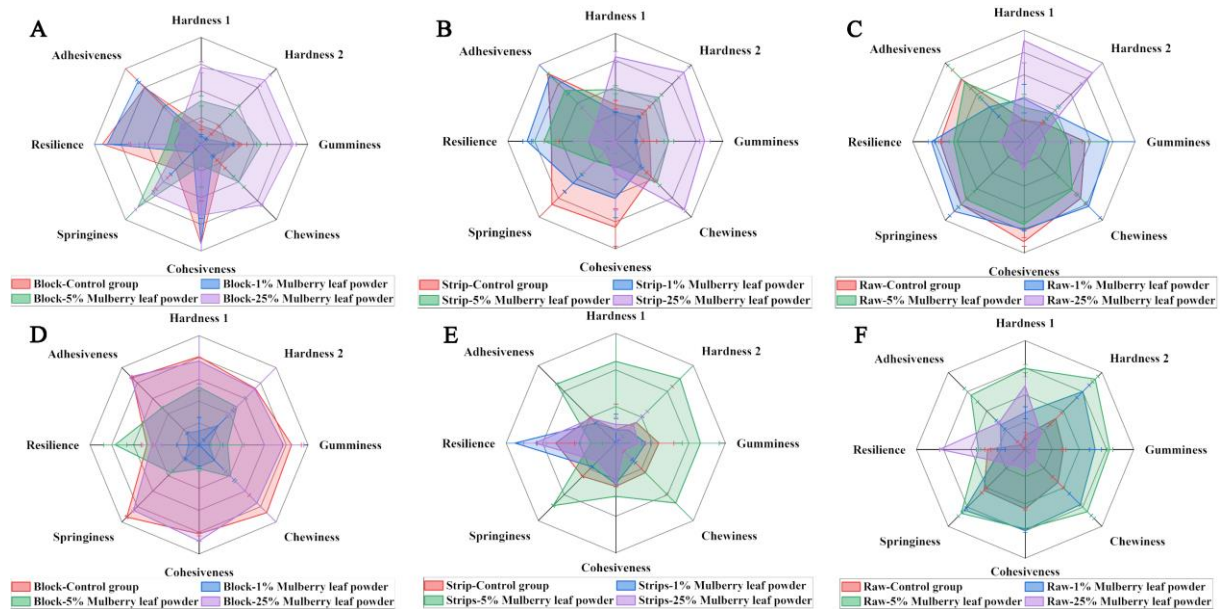 A
Hardness 1
Adhesiveness
Hardness 2
Resilience
Gumminess
Springiness
Chewiness
Cohesiveness
Block-Control group
Block-1% Mulberry leaf powder
Block-5% Mulberry leaf powder
Block-25% Mulberry leaf powder
B
Hardness 1
Adhesiveness
Hardness 2
Resilience
Gumminess
Springiness
Chewiness
Cohesiveness
Strip-Control group
Strip-1% Mulberry leaf powder
Strip-5% Mulberry leaf powder
Strip-25% Mulberry leaf powder
C
Hardness 1
Adhesiveness
Hardness 2
Resilience
Gumminess
Springiness
Chewiness
Cohesiveness
Raw-Control group
Raw-1% Mulberry leaf powder
Raw-5% Mulberry leaf powder
Raw-25% Mulberry leaf powder
D
Hardness 1
Adhesiveness
Hardness 2
Resilience
Gumminess
Springiness
Chewiness
Cohesiveness
Block-Control group
Block-1% Mulberry leaf powder
Block-5% Mulberry leaf powder
Block-25% Mulberry leaf powder
E
Hardness 1
Adhesiveness
Hardness 2
Resilience
Gumminess
Springiness
Chewiness
Cohesiveness
Strip-Control group
Strips-1% Mulberry leaf powder
Strips-5% Mulberry leaf powder
Strips-25% Mulberry leaf powder
F
Hardness 1
Adhesiveness
Hardness 2
Resilience
Gumminess
Springiness
Chewiness
Cohesiveness
Raw-Control group
Raw-1% Mulberry leaf powder
Raw-5% Mulberry leaf powder
Raw-25% Mulberry leaf powder